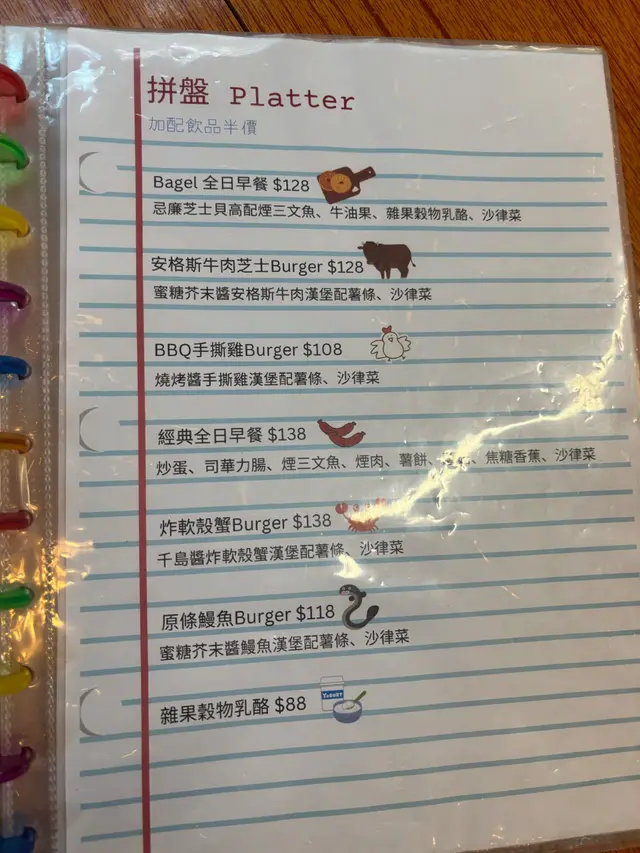 拼盤 Platter
加配飲品半價
Bagel 全日早餐 $128
忌廉芝士貝高配煙三文魚、牛油果、雜果穀物乳酪、沙律菜
安格斯牛肉芝士Burger $128
蜜糖芥末醬安格斯牛肉漢堡配薯條、沙律菜
BBQ手撕雞Burger $108
燒烤醬手撕雞漢堡配薯條、沙律菜
經典全日早餐 $138
炒蛋、司華力腸、煙三文魚、煙肉、薯餅、、焦糖香蕉、沙律菜
炸軟殼蟹Burger $138
千島醬炸軟殼蟹漢堡配薯條、沙律菜
原條鰻魚Burger $118
蜜糖芥末醬鰻魚漢堡配薯條、沙律菜
雜果穀物乳酪 $88
YOGURT